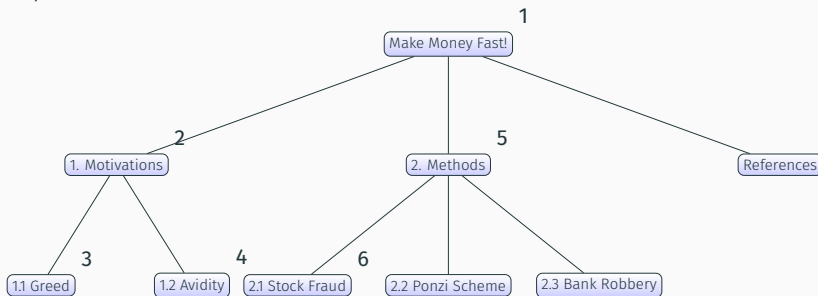 1
Make Money Fast!
2
5
1. Motivations
2. Methods
References
3
4
6
1.1 Greed
1.2 Avidity
2.1 Stock Fraud
2.2 Ponzi Scheme
2.3 Bank Robbery